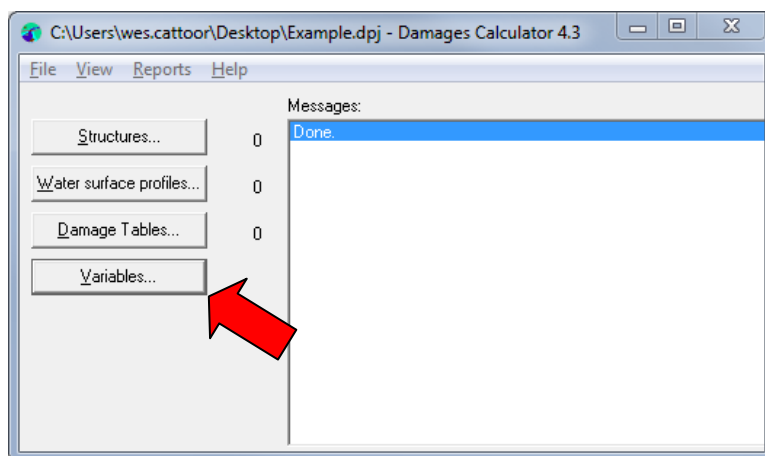 C:\Users\wes.cattoor\Desktop\Example.dpj - Damages Calculator 4.3
File View Reports Help
Messages:
Structures... 0
Done.
Water surface profiles... 0
Damage Tables... 0
Variables...